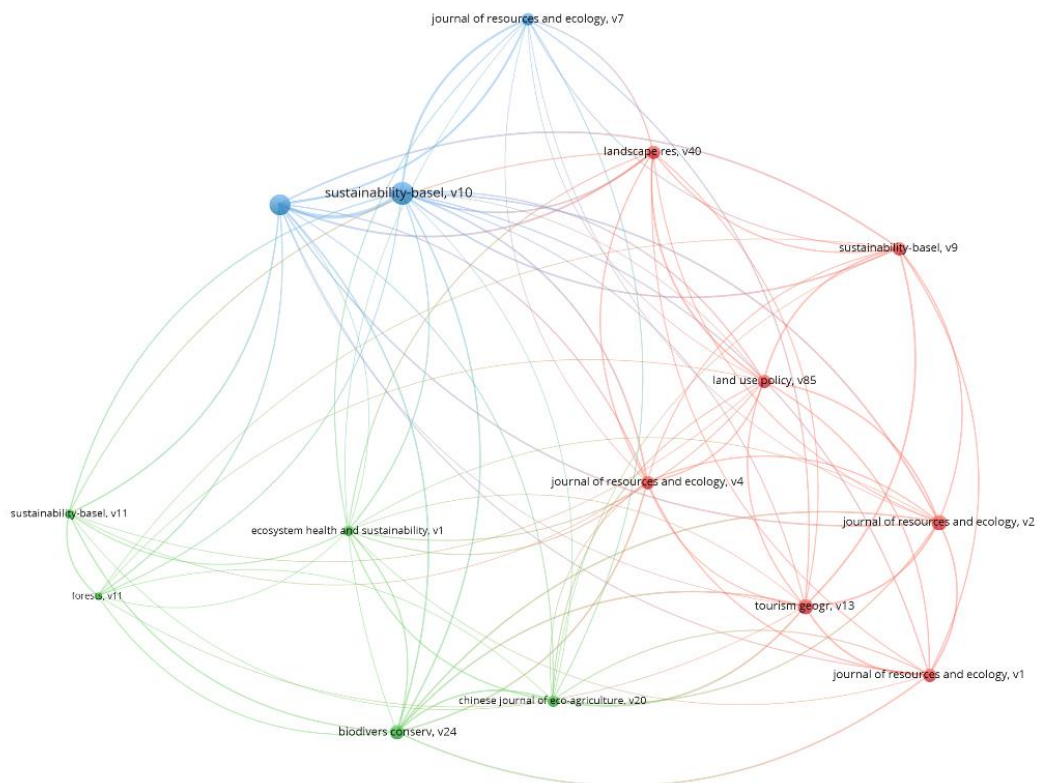 journal of resources and ecology, v7
landscape res, v40
sustainability-basel, v10
sustainability-basel, v9
land use policy, v85
journal of resources and ecology, v4
sustainability-basel, v11
journal of resources and ecology, v2
ecosystem health and sustainability, v1
forests, v11
tourism geogr, v13
journal of resources and ecology, v1
chinese journal of eco-agriculture, v20
biodivers conserv, v24